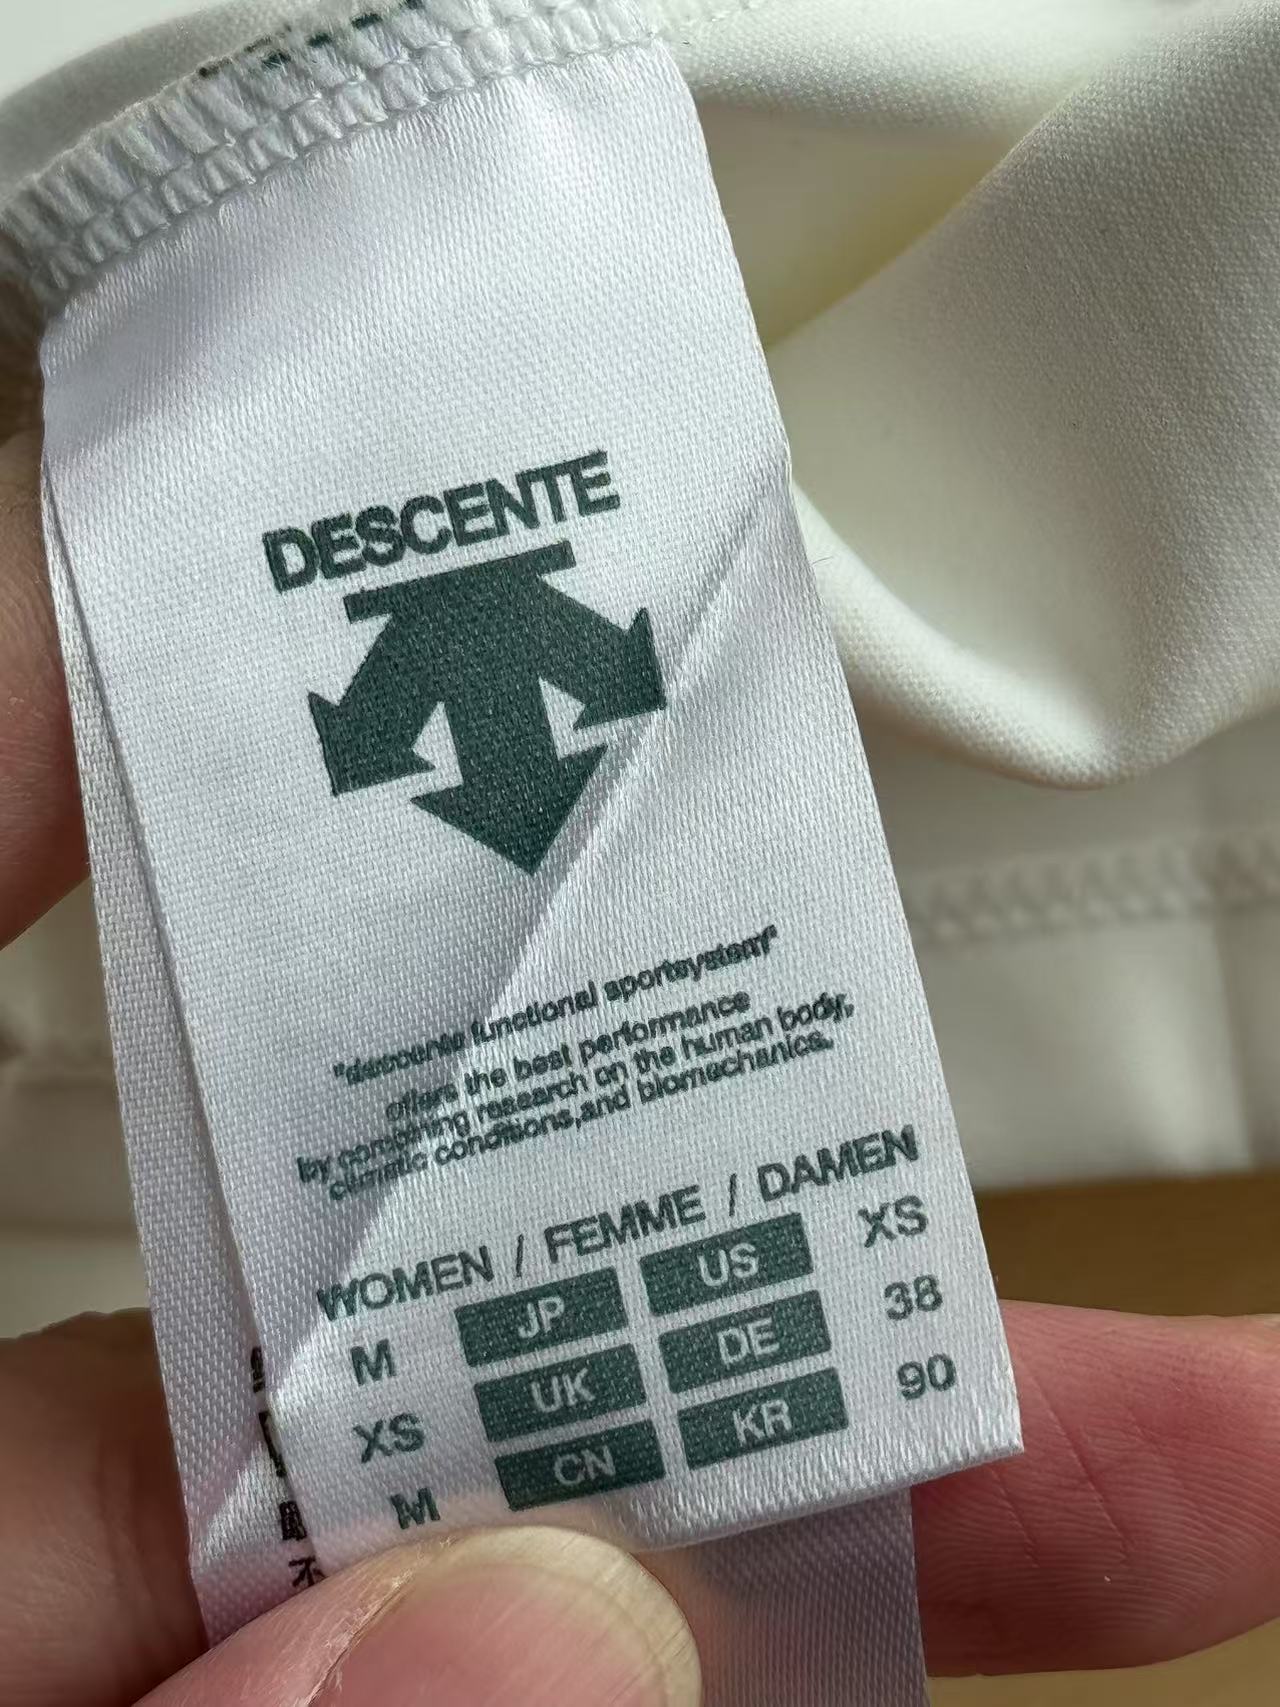 DESCENTE
"descente functional sportsystem"
offers the best performance
by combining research on the human body,
climatic conditions,and biomechanics.
WOMEN / FEMME / DAMEN
M JP US XS
XS UK DE 38
M CN KR 90
不